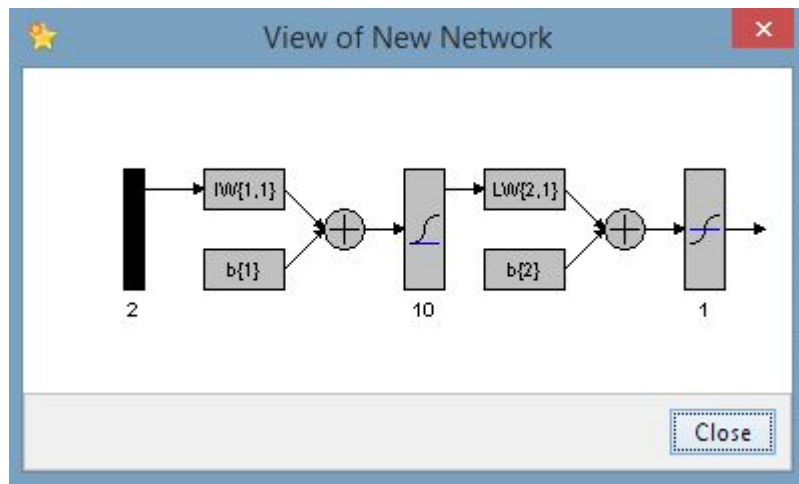 View of New Network
IW{1,1}
LW{2,1}
b{1}
b{2}
2
10
1
Close